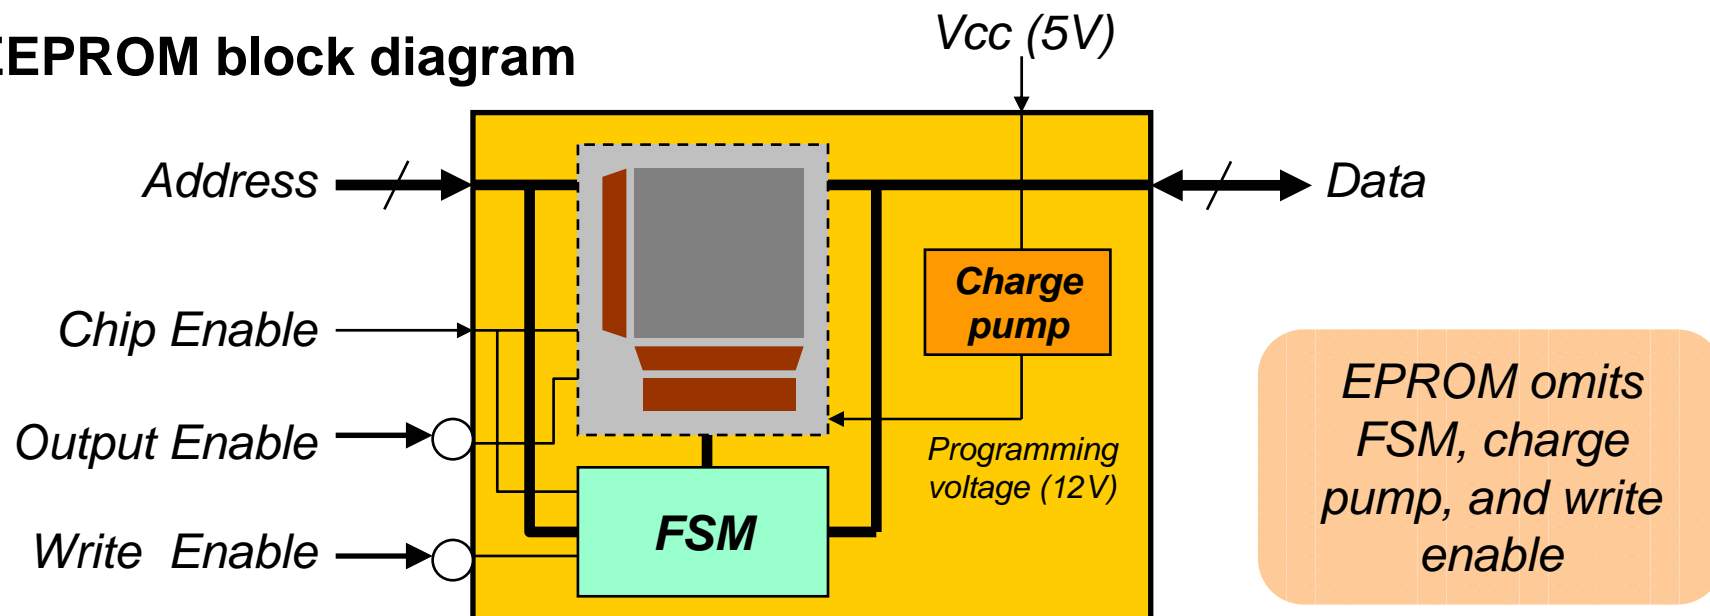 EEPROM block diagram
Vcc (5V)
Address
Data
Chip Enable
Charge
pump
Output Enable
Programming
voltage (12V)
Write Enable
FSM
EPROM omits
FSM, charge
pump, and write
enable